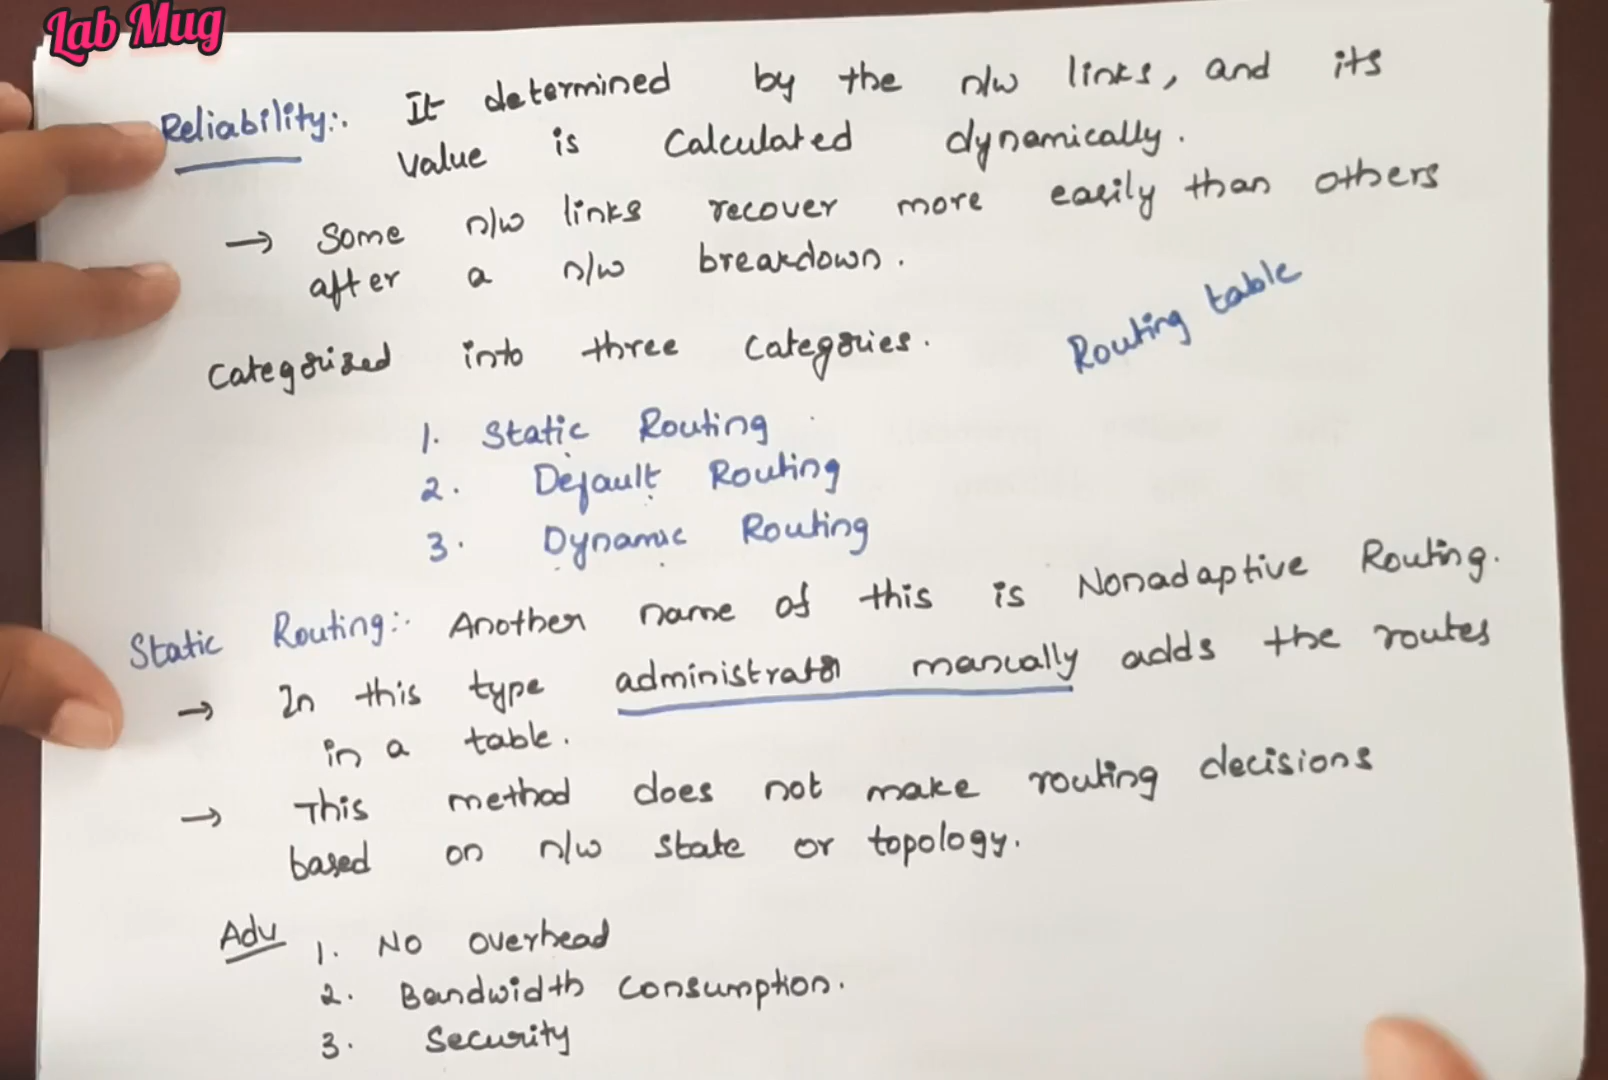 Lab Mug
Reliability:. It determined by the n/w links, and its
value is calculated dynamically.
→ Some n/w links recover more easily than others
after a n/w breakdown.
Routing table
Categorized into three categories.
1. Static Routing
2. Default Routing
3. Dynamic Routing
Static Routing:. Another name of this is Nonadaptive Routing.
→ In this type administrator manually adds the routes
in a table.
→ This method does not make routing decisions
based on n/w state or topology.
Adv 1. No overhead
2. Bandwidth Consumption.
3. Security